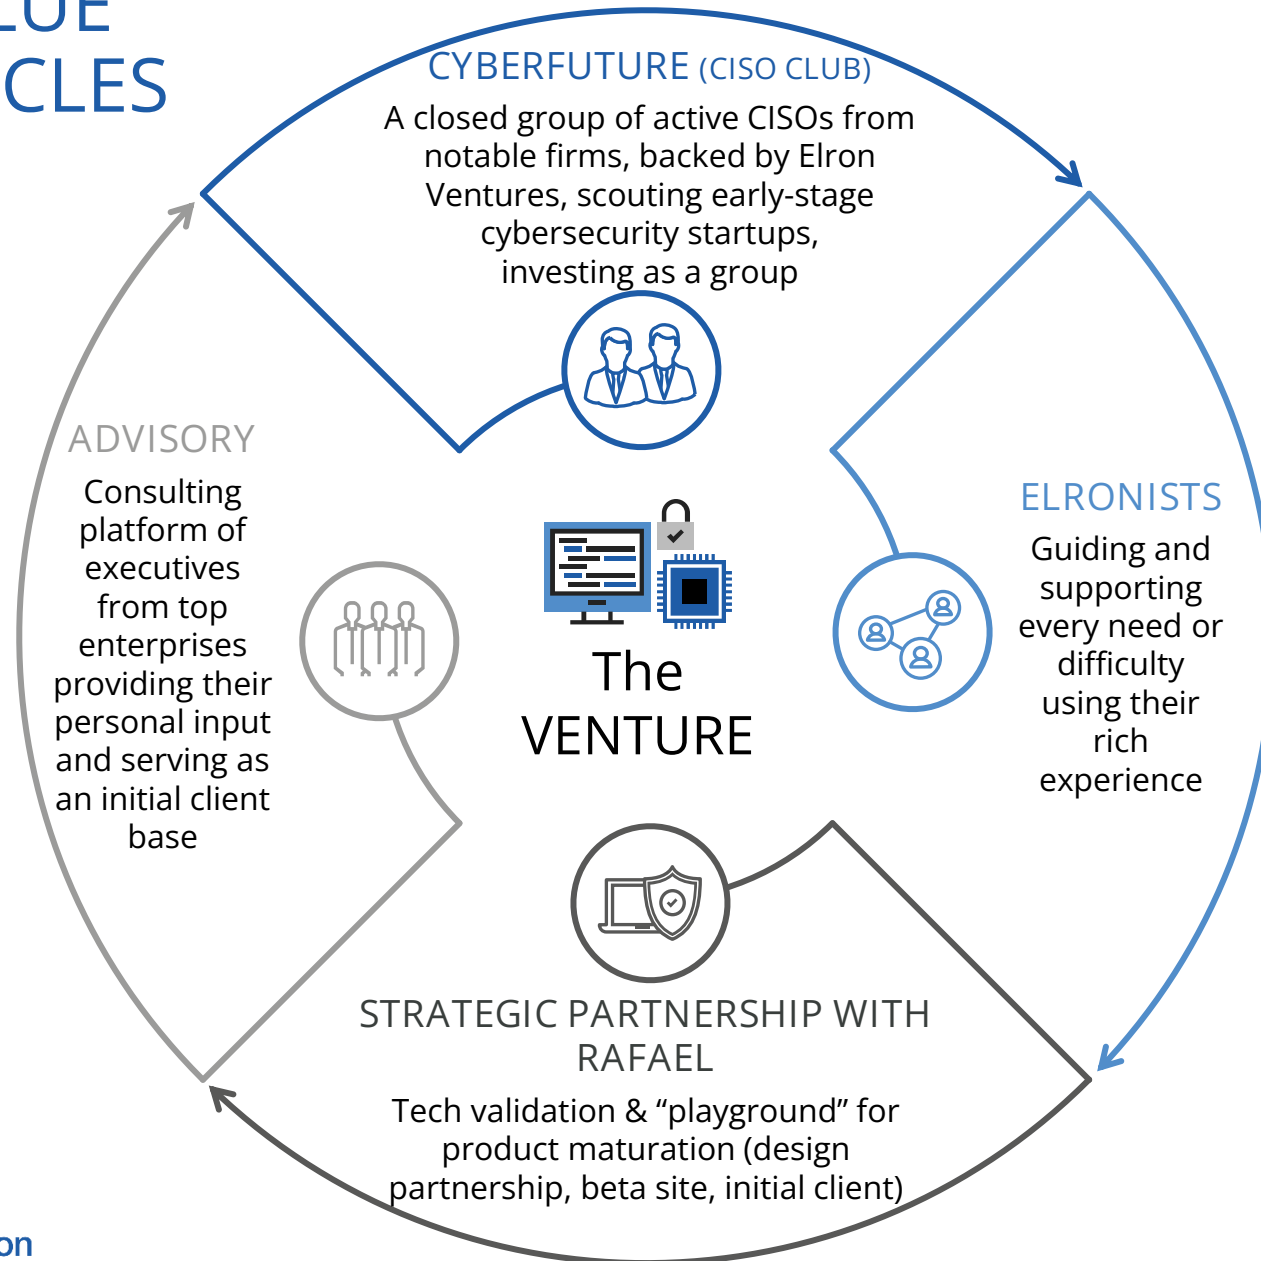 LUE
CLES
CYBERFUTURE (CISO CLUB)
A closed group of active CISOs from
notable firms, backed by Elron
Ventures, scouting early-stage
cybersecurity startups,
investing as a group
ADVISORY
Consulting
platform of
executives
from top
enterprises
providing their
personal input
and serving as
an initial client
base
The
VENTURE
ELRONISTS
Guiding and
supporting
every need or
difficulty
using their
rich
experience
STRATEGIC PARTNERSHIP WITH
RAFAEL
Tech validation & “playground” for
product maturation (design
partnership, beta site, initial client)
on